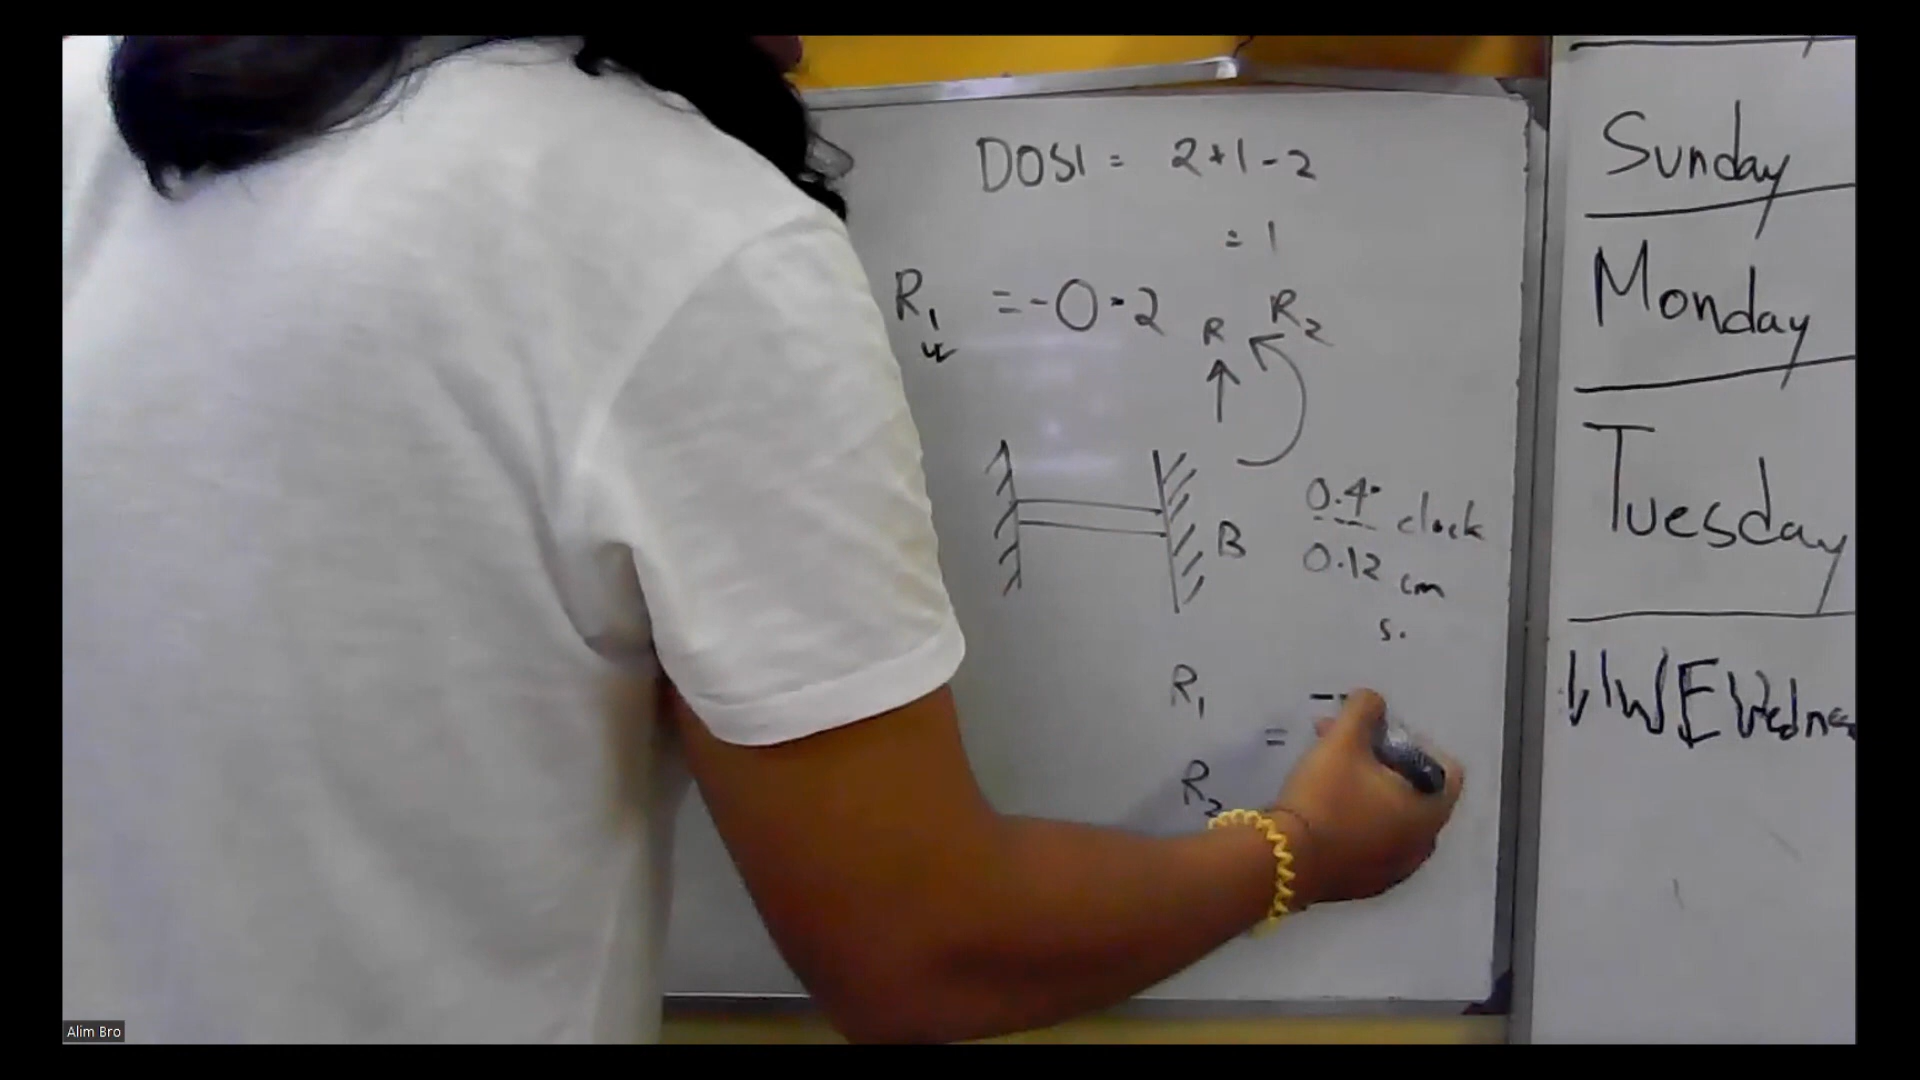 DOSI = 2+1-2
= 1
R₁ = -0.2
R
R₂
0.4° clock
B
0.12 cm
s.
R₁
=
R₂
Sunday
Monday
Tuesday
Alim Bro